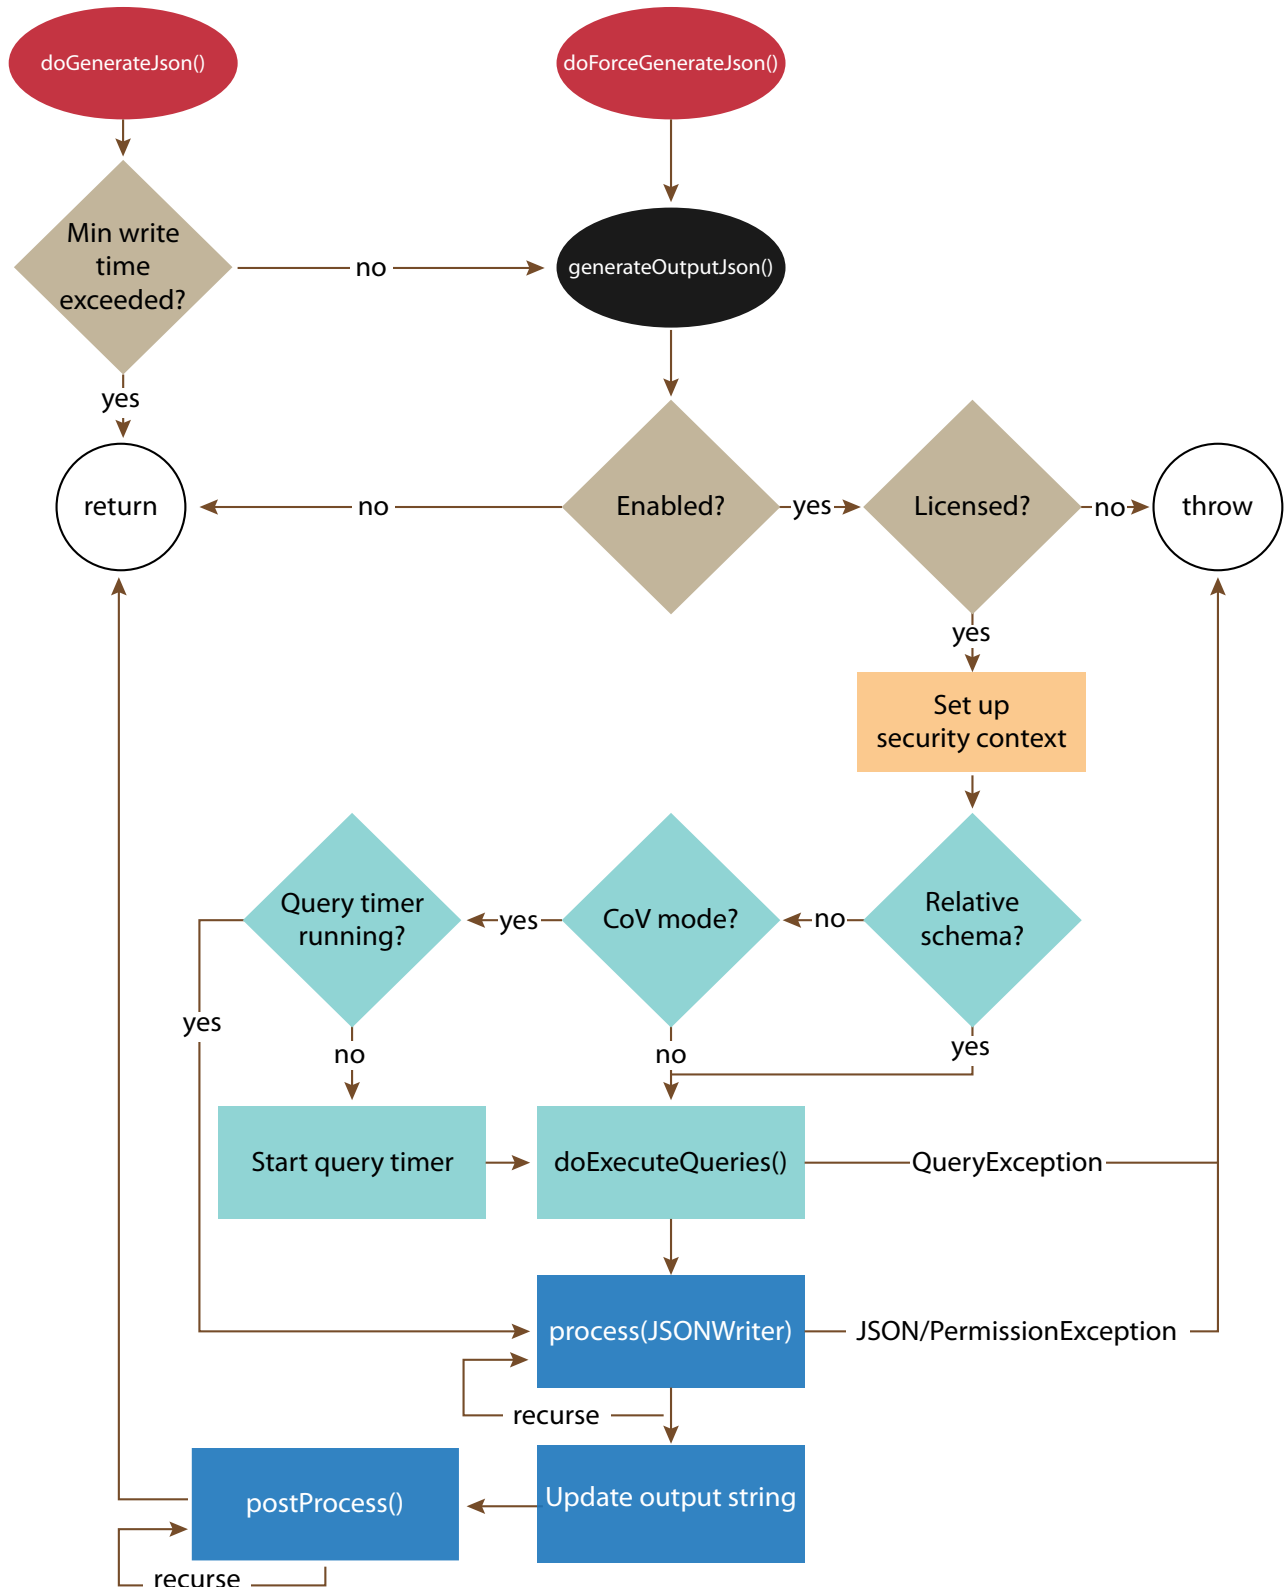 doGenerateJson()
doForceGenerateJson()
Min write
time
exceeded?
no
generateOutputJson()
yes
return
no
Enabled?
yes
Licensed?
no
throw
yes
Set up
security context
Query timer
running?
yes
CoV mode?
no
Relative
schema?
yes
no
no
yes
Start query timer
doExecuteQueries()
QueryException
process(JSONWriter)
JSON/PermissionException
recurse
postProcess()
Update output string
recurse